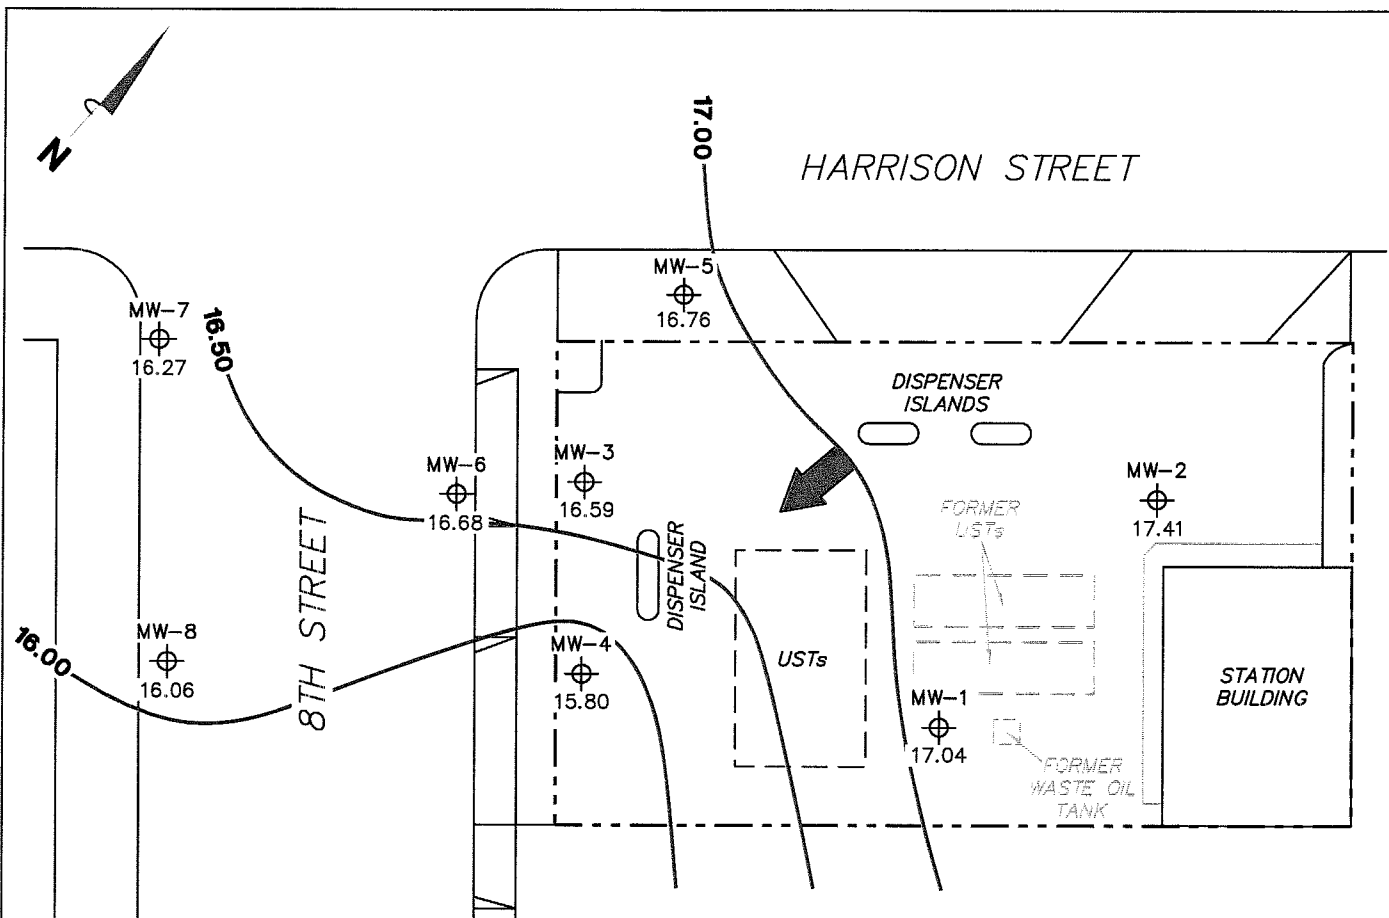 N
17.00
HARRISON STREET
MW-5
16.76
MW-7
16.27
16.50
DISPENSER
ISLANDS
MW-6
16.68
MW-3
16.59
MW-2
17.41
FORMER
USTs
DISPENSER
ISLAND
8TH STREET
16.00
MW-8
16.06
MW-4
15.80
USTs
MW-1
17.04
STATION
BUILDING
FORMER
WASTE OIL
TANK